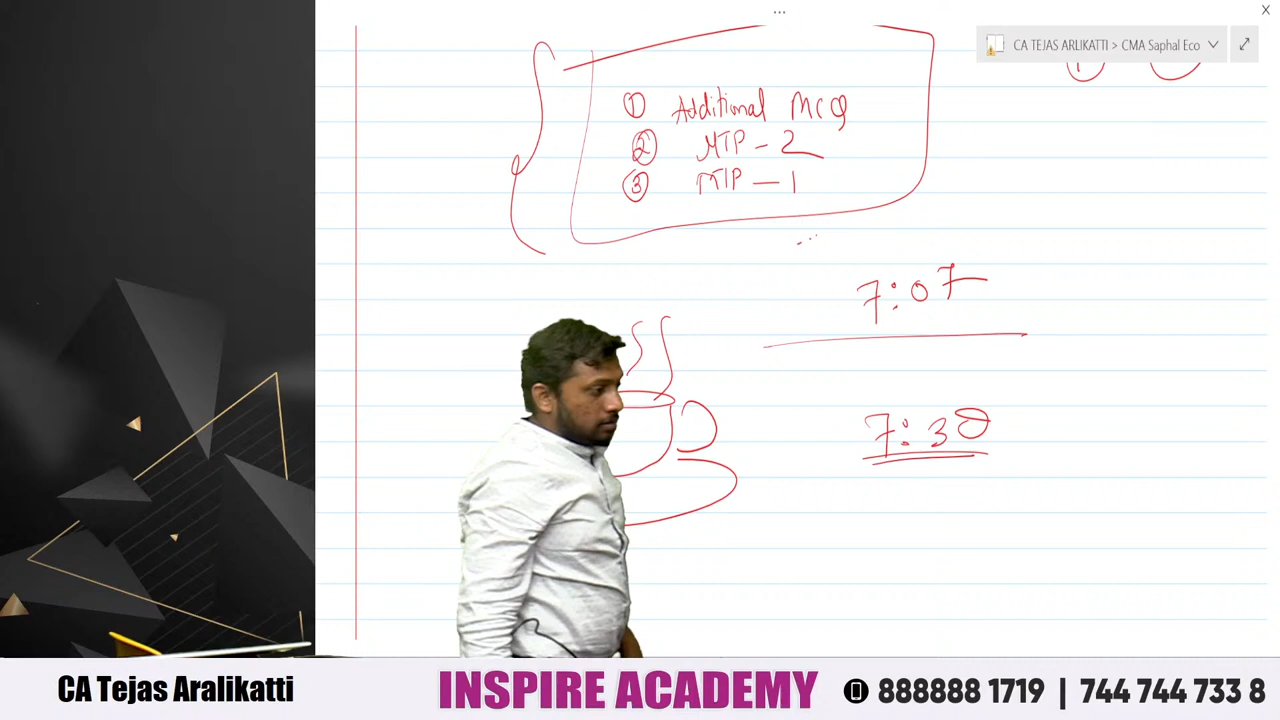 CA TEJAS ARLIKATTI > CMA Saphal Eco
① Additional MCQ
② MTP - 2
③ MTP - 1
7:07
7:30
CA Tejas Aralikatti
INSPIRE ACADEMY
888888 1719 | 744 744 733 8